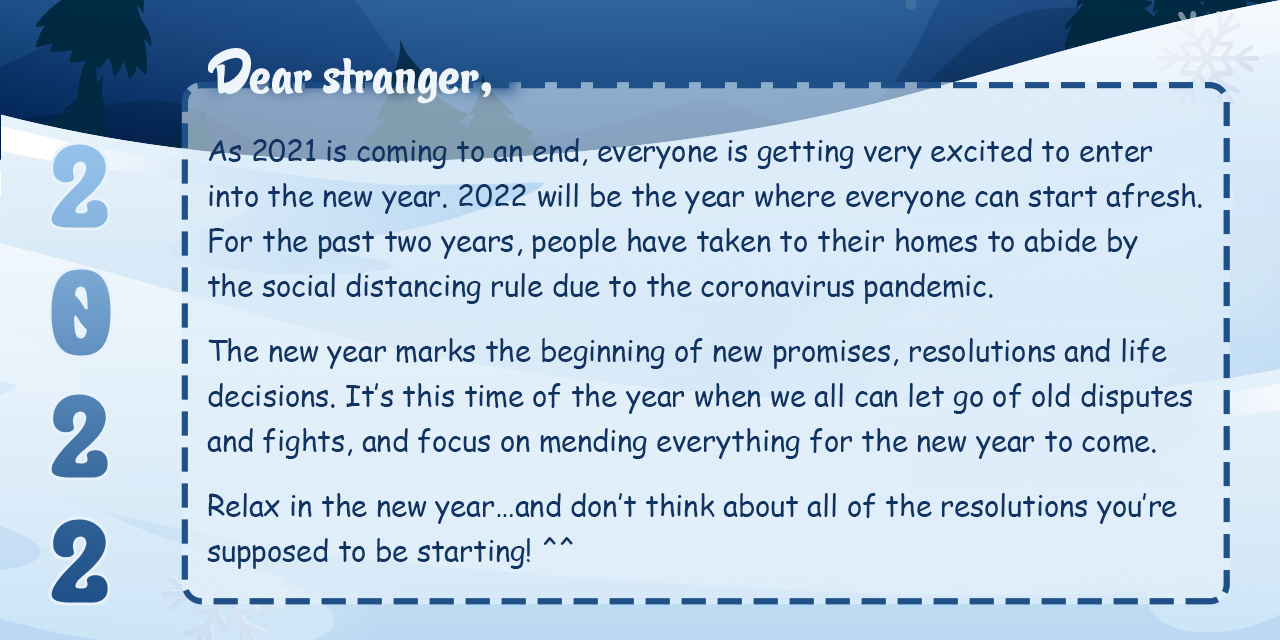 Dear stranger,
As 2021 is coming to an end, everyone is getting very excited to enter
into the new year. 2022 will be the year where everyone can start afresh.
For the past two years, people have taken to their homes to abide by
the social distancing rule due to the coronavirus pandemic.
The new year marks the beginning of new promises, resolutions and life
decisions. It's this time of the year when we all can let go of old disputes
and fights, and focus on mending everything for the new year to come.
Relax in the new year...and don't think about all of the resolutions you're
supposed to be starting! ^^
2
0
2
2